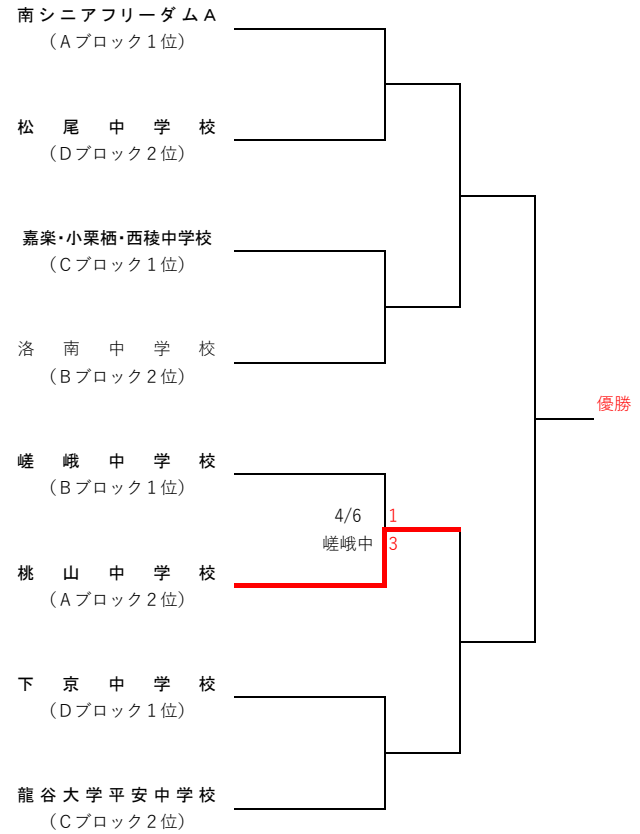 南シニアフリーダムA
（Aブロック１位）
松尾中学校
（Dブロック２位）
嘉楽・小栗栖・西稜中学校
（Cブロック１位）
洛南中学校
（Bブロック２位）
優勝
嵯峨中学校
（Bブロック１位）
4/6 1
嵯峨中 3
桃山中学校
（Aブロック２位）
下京中学校
（Dブロック１位）
龍谷大学平安中学校
（Cブロック２位）